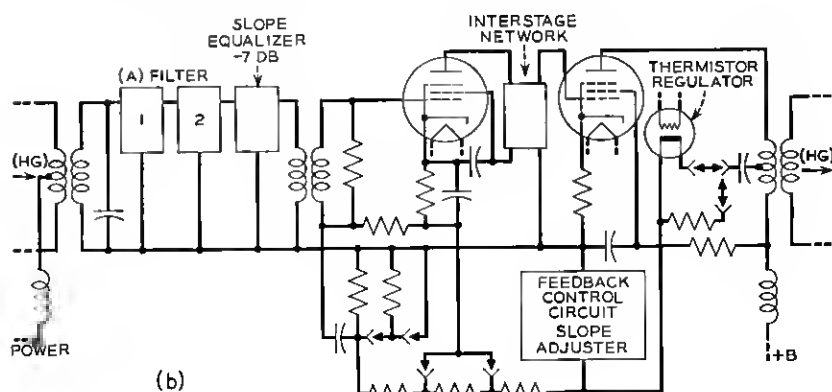 SLOPE
EQUALIZER
-7 DB
INTERSTAGE
NETWORK
(A) FILTER
THERMISTOR
REGULATOR
1
2
(HG)
(HG)
FEEDBACK
CONTROL
CIRCUIT
SLOPE
ADJUSTER
POWER
+B
(b)